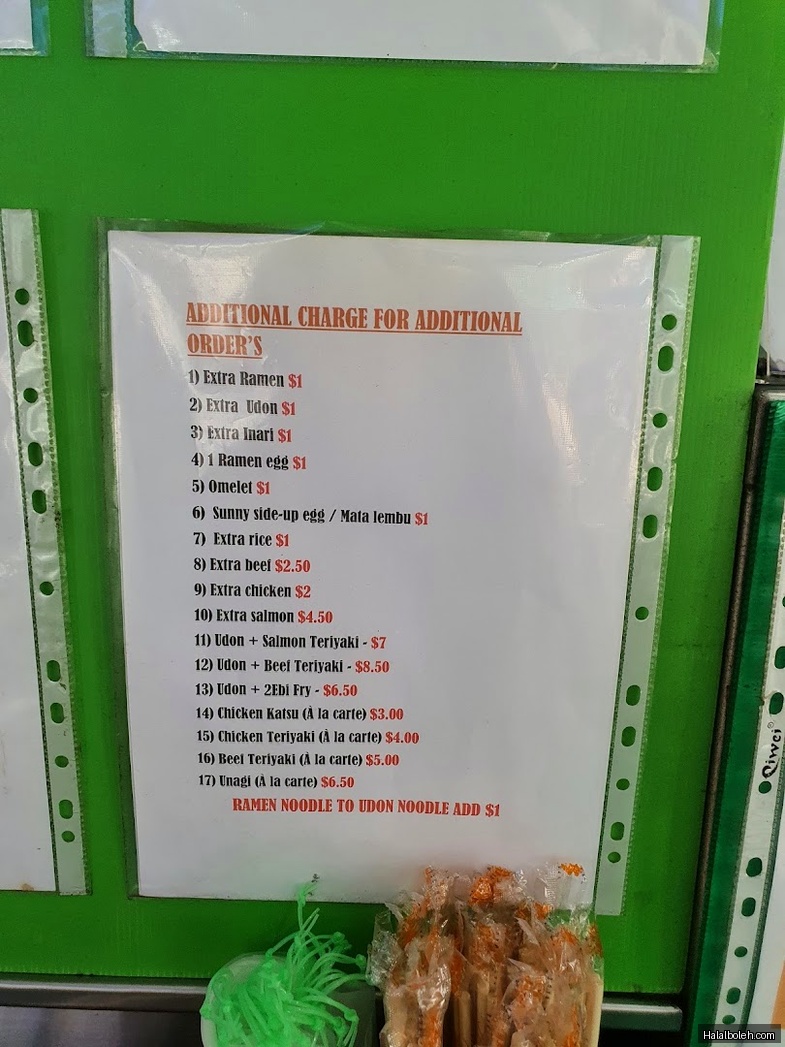 ADDITIONAL CHARGE FOR ADDITIONAL
ORDER'S
1) Extra Ramen $1
2) Extra Udon $1
3) Extra Inari $1
4) 1 Ramen egg $1
5) Omelet $1
6) Sunny side-up egg / Mata lembu $1
7) Extra rice $1
8) Extra beef $2.50
9) Extra chicken $2
10) Extra salmon $4.50
11) Udon + Salmon Teriyaki - $7
12) Udon + Beef Teriyaki - $8.50
13) Udon + 2Ebi Fry - $6.50
14) Chicken Katsu (À la carte) $3.00
15) Chicken Teriyaki (À la carte) $4.00
16) Beef Teriyaki (À la carte) $5.00
17) Unagi (À la carte) $6.50
RAMEN NOODLE TO UDON NOODLE ADD $1
Qiwei®
Halalboleh.com